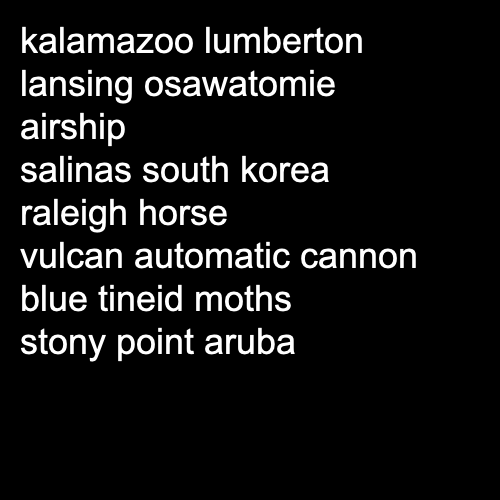 kalamazoo lumberton
lansing osawatomie
airship
salinas south korea
raleigh horse
vulcan automatic cannon
blue tineid moths
stony point aruba